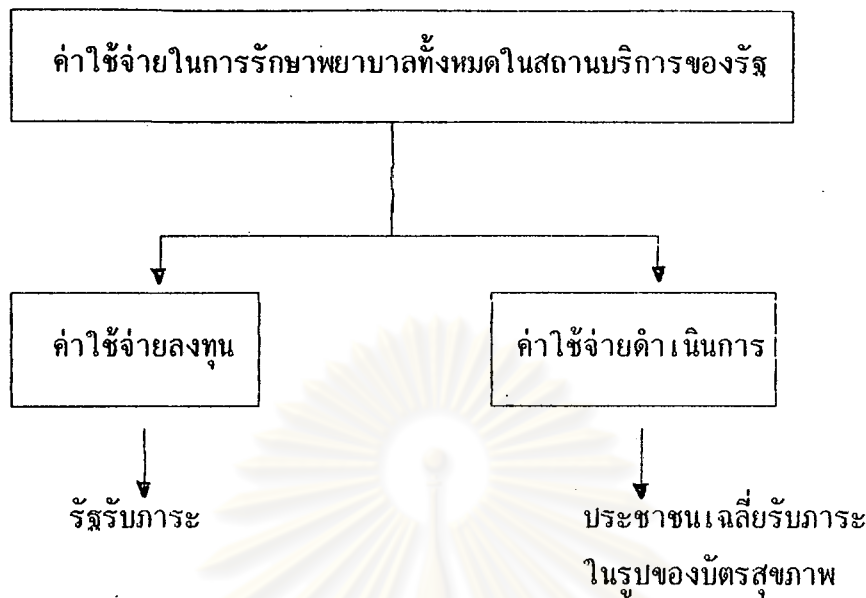 ค่าใช้จ่ายในการรักษาพยาบาลทั้งหมดในสถานบริการของรัฐ
ค่าใช้จ่ายลงทุน
ค่าใช้จ่ายดำเนินการ
รัฐรับภาระ
ประชาชนเฉลี่ยรับภาระ
ในรูปของบัตรสุขภาพ